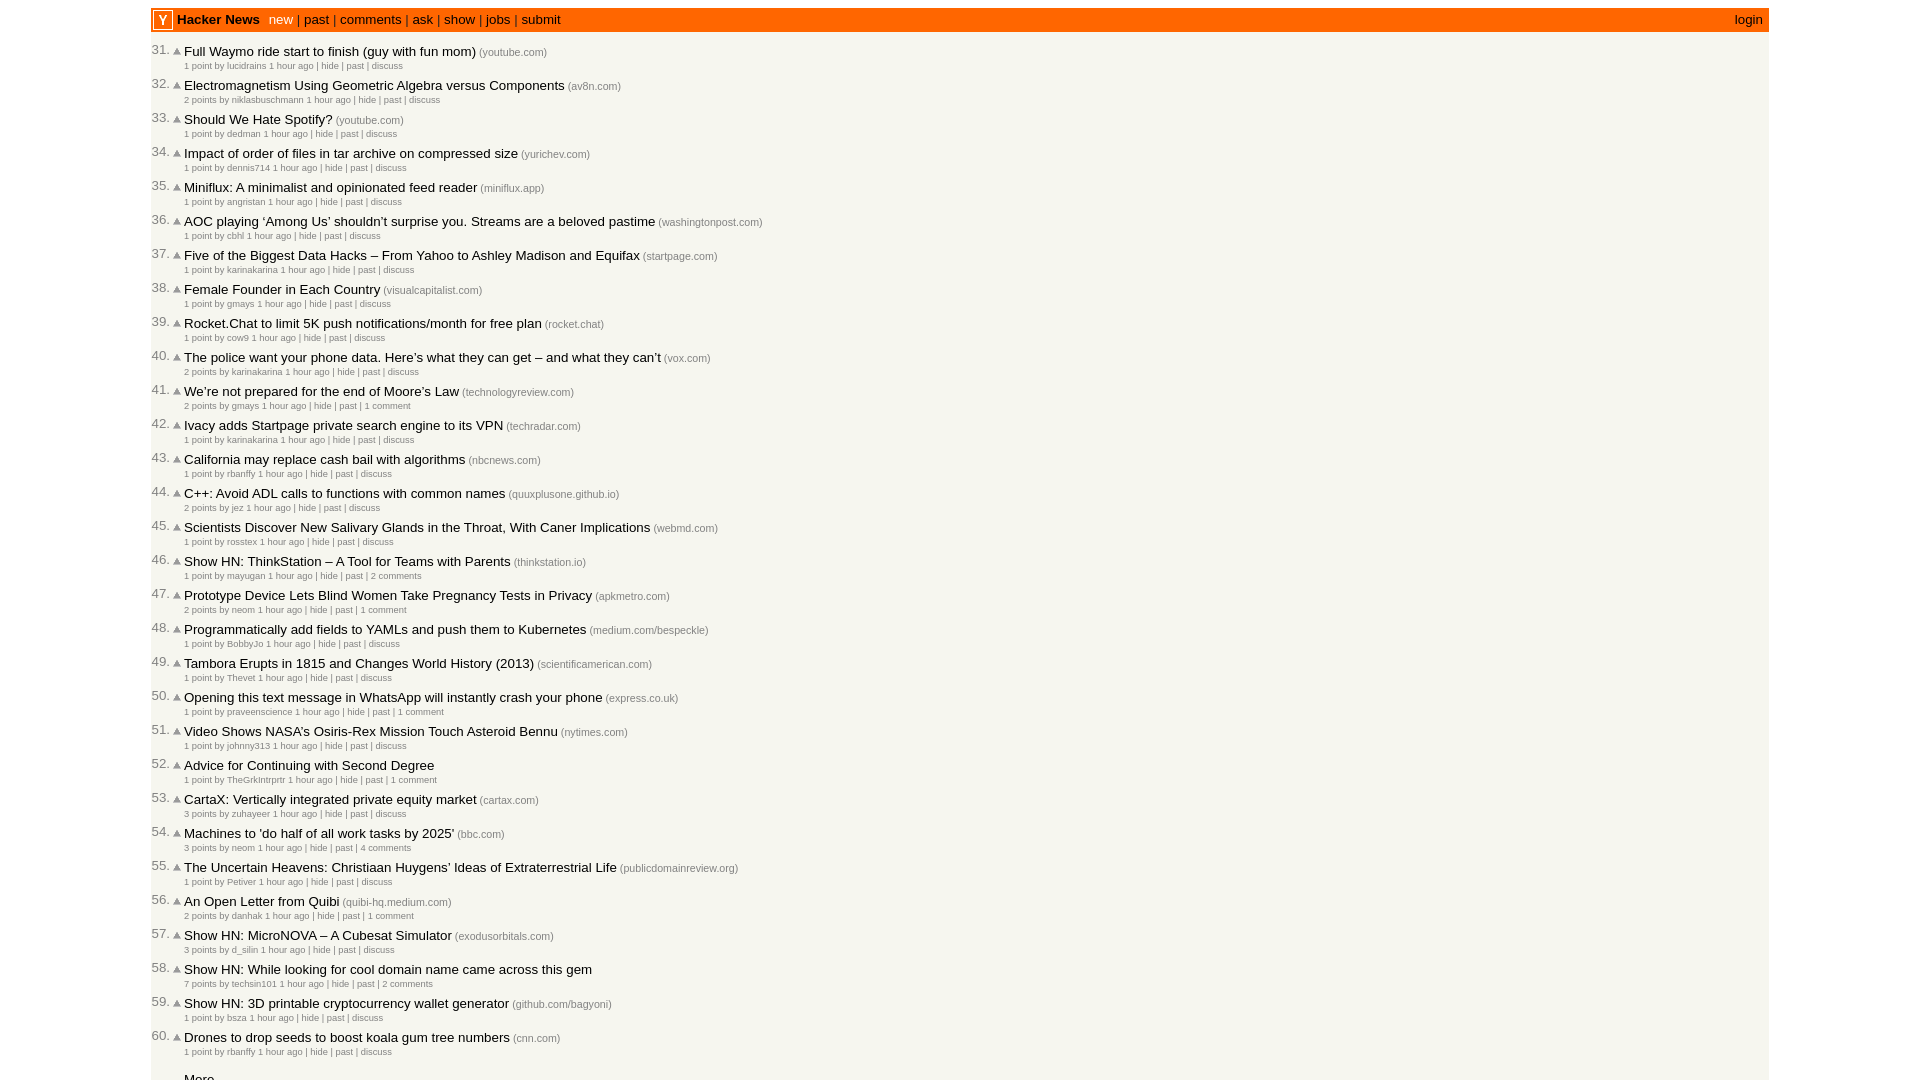 Y Hacker News new | past | comments | ask | show | jobs | submit login
31. Full Waymo ride start to finish (guy with fun mom) (youtube.com)
1 point by lucidrains 1 hour ago | hide | past | discuss
32. Electromagnetism Using Geometric Algebra versus Components (av8n.com)
2 points by niklasbuschmann 1 hour ago | hide | past | discuss
33. Should We Hate Spotify? (youtube.com)
1 point by dedman 1 hour ago | hide | past | discuss
34. Impact of order of files in tar archive on compressed size (yurichev.com)
1 point by dennis714 1 hour ago | hide | past | discuss
35. Miniflux: A minimalist and opinionated feed reader (miniflux.app)
1 point by angristan 1 hour ago | hide | past | discuss
36. AOC playing ‘Among Us’ shouldn’t surprise you. Streams are a beloved pastime (washingtonpost.com)
1 point by cbhl 1 hour ago | hide | past | discuss
37. Five of the Biggest Data Hacks – From Yahoo to Ashley Madison and Equifax (startpage.com)
1 point by karinakarina 1 hour ago | hide | past | discuss
38. Female Founder in Each Country (visualcapitalist.com)
1 point by gmays 1 hour ago | hide | past | discuss
39. Rocket.Chat to limit 5K push notifications/month for free plan (rocket.chat)
1 point by cow9 1 hour ago | hide | past | discuss
40. The police want your phone data. Here’s what they can get – and what they can’t (vox.com)
2 points by karinakarina 1 hour ago | hide | past | discuss
41. We’re not prepared for the end of Moore’s Law (technologyreview.com)
2 points by gmays 1 hour ago | hide | past | 1 comment
42. Ivacy adds Startpage private search engine to its VPN (techradar.com)
1 point by karinakarina 1 hour ago | hide | past | discuss
43. California may replace cash bail with algorithms (nbcnews.com)
1 point by rbanffy 1 hour ago | hide | past | discuss
44. C++: Avoid ADL calls to functions with common names (quuxplusone.github.io)
2 points by jez 1 hour ago | hide | past | discuss
45. Scientists Discover New Salivary Glands in the Throat, With Caner Implications (webmd.com)
1 point by rosstex 1 hour ago | hide | past | discuss
46. Show HN: ThinkStation – A Tool for Teams with Parents (thinkstation.io)
1 point by mayugan 1 hour ago | hide | past | 2 comments
47. Prototype Device Lets Blind Women Take Pregnancy Tests in Privacy (apkmetro.com)
2 points by neom 1 hour ago | hide | past | 1 comment
48. Programmatically add fields to YAMLs and push them to Kubernetes (medium.com/bespeckle)
1 point by BobbyJo 1 hour ago | hide | past | discuss
49. Tambora Erupts in 1815 and Changes World History (2013) (scientificamerican.com)
1 point by Thevet 1 hour ago | hide | past | discuss
50. Opening this text message in WhatsApp will instantly crash your phone (express.co.uk)
1 point by praveenscience 1 hour ago | hide | past | 1 comment
51. Video Shows NASA’s Osiris-Rex Mission Touch Asteroid Bennu (nytimes.com)
1 point by johnny313 1 hour ago | hide | past | discuss
52. Advice for Continuing with Second Degree
1 point by TheGrkIntrprtr 1 hour ago | hide | past | 1 comment
53. CartaX: Vertically integrated private equity market (cartax.com)
3 points by zuhayeer 1 hour ago | hide | past | discuss
54. Machines to 'do half of all work tasks by 2025' (bbc.com)
3 points by neom 1 hour ago | hide | past | 4 comments
55. The Uncertain Heavens: Christiaan Huygens’ Ideas of Extraterrestrial Life (publicdomainreview.org)
1 point by Petiver 1 hour ago | hide | past | discuss
56. An Open Letter from Quibi (quibi-hq.medium.com)
2 points by danhak 1 hour ago | hide | past | 1 comment
57. Show HN: MicroNOVA – A Cubesat Simulator (exodusorbitals.com)
3 points by d_silin 1 hour ago | hide | past | discuss
58. Show HN: While looking for cool domain name came across this gem
7 points by techsin101 1 hour ago | hide | past | 2 comments
59. Show HN: 3D printable cryptocurrency wallet generator (github.com/bagyoni)
1 point by bsza 1 hour ago | hide | past | discuss
60. Drones to drop seeds to boost koala gum tree numbers (cnn.com)
1 point by rbanffy 1 hour ago | hide | past | discuss
More